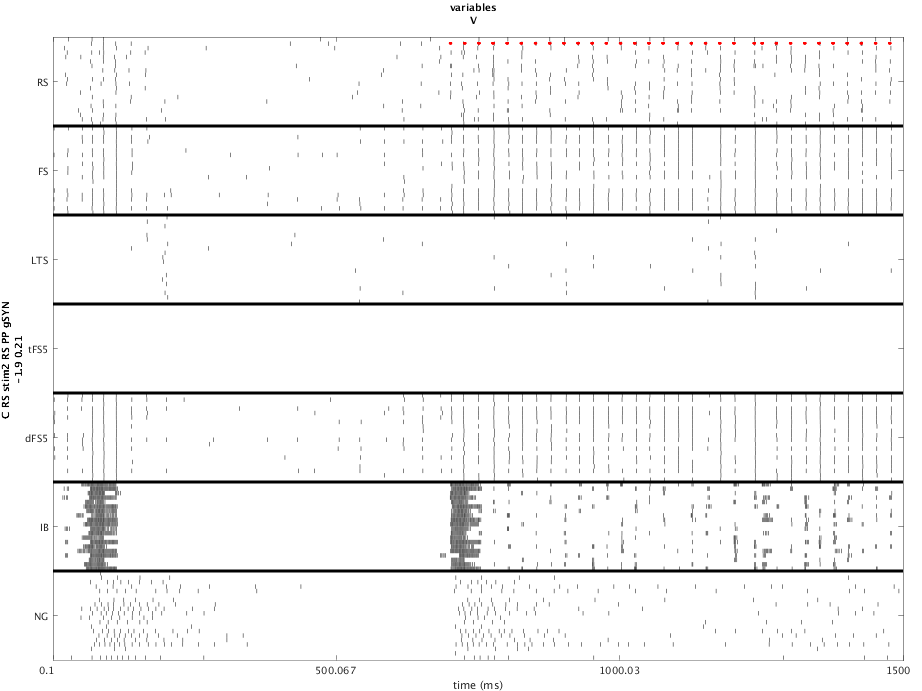 variables
V
RS
FS
LTS
tFS5
dFS5
IB
NG
C RS stim2 RS PP gSYN
-1.9 0.21
0.1
500.067
1000.03
1500
time (ms)